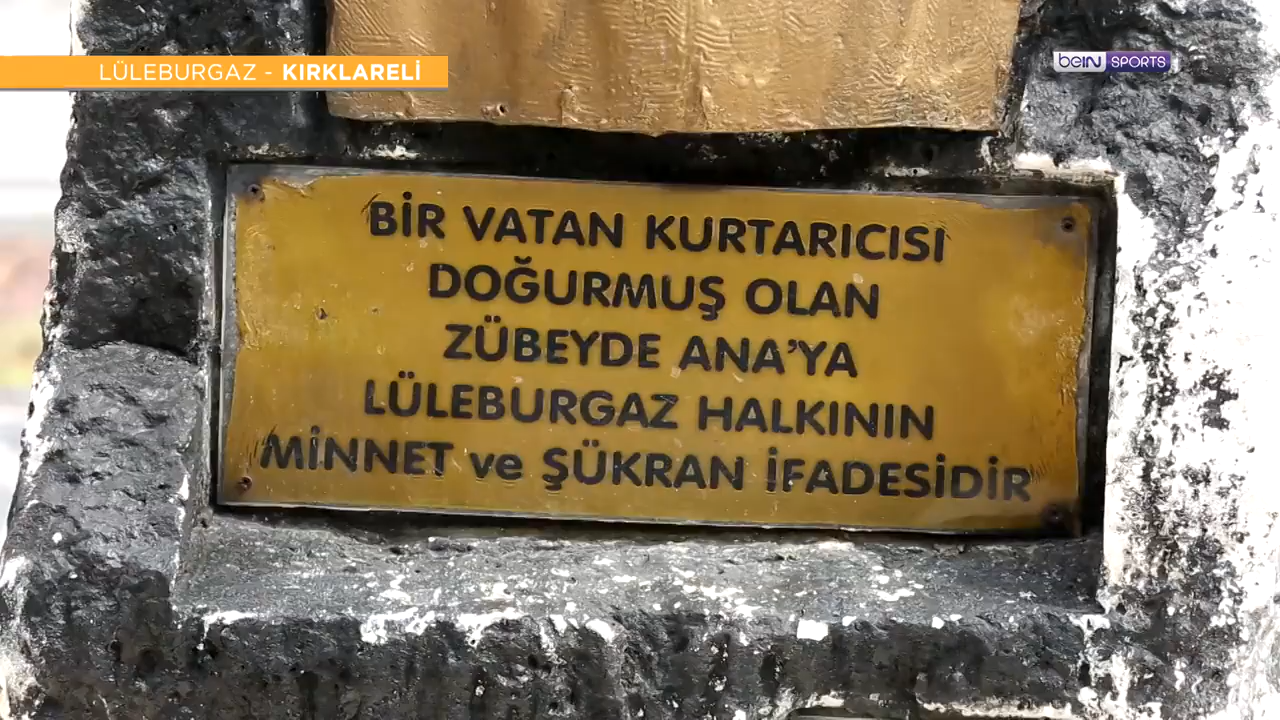 LÜLEBURGAZ - KIRKLARELİ
beIN SPORTS
BİR VATAN KURTARICISI
DOĞURMUŞ OLAN
ZÜBEYDE ANA'YA
LÜLEBURGAZ HALKININ
MİNNET ve ŞÜKRAN İFADESİDİR